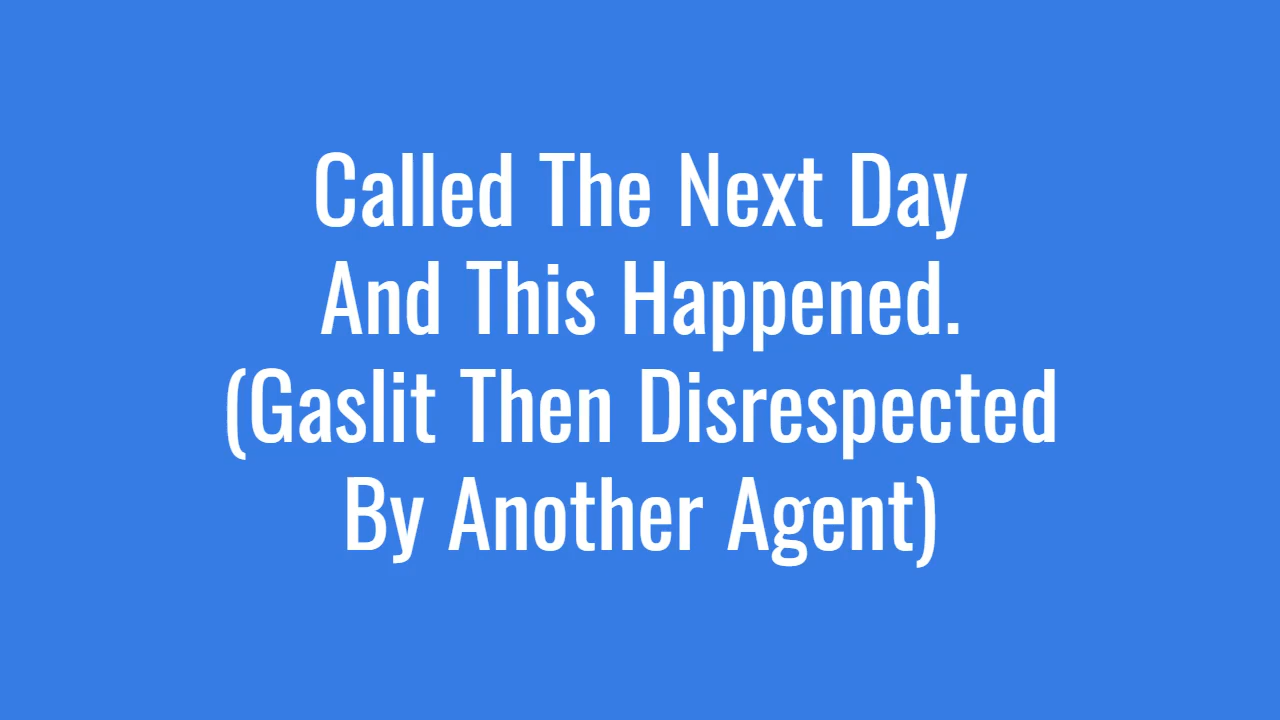 Called The Next Day
And This Happened.
(Gaslit Then Disrespected
By Another Agent)